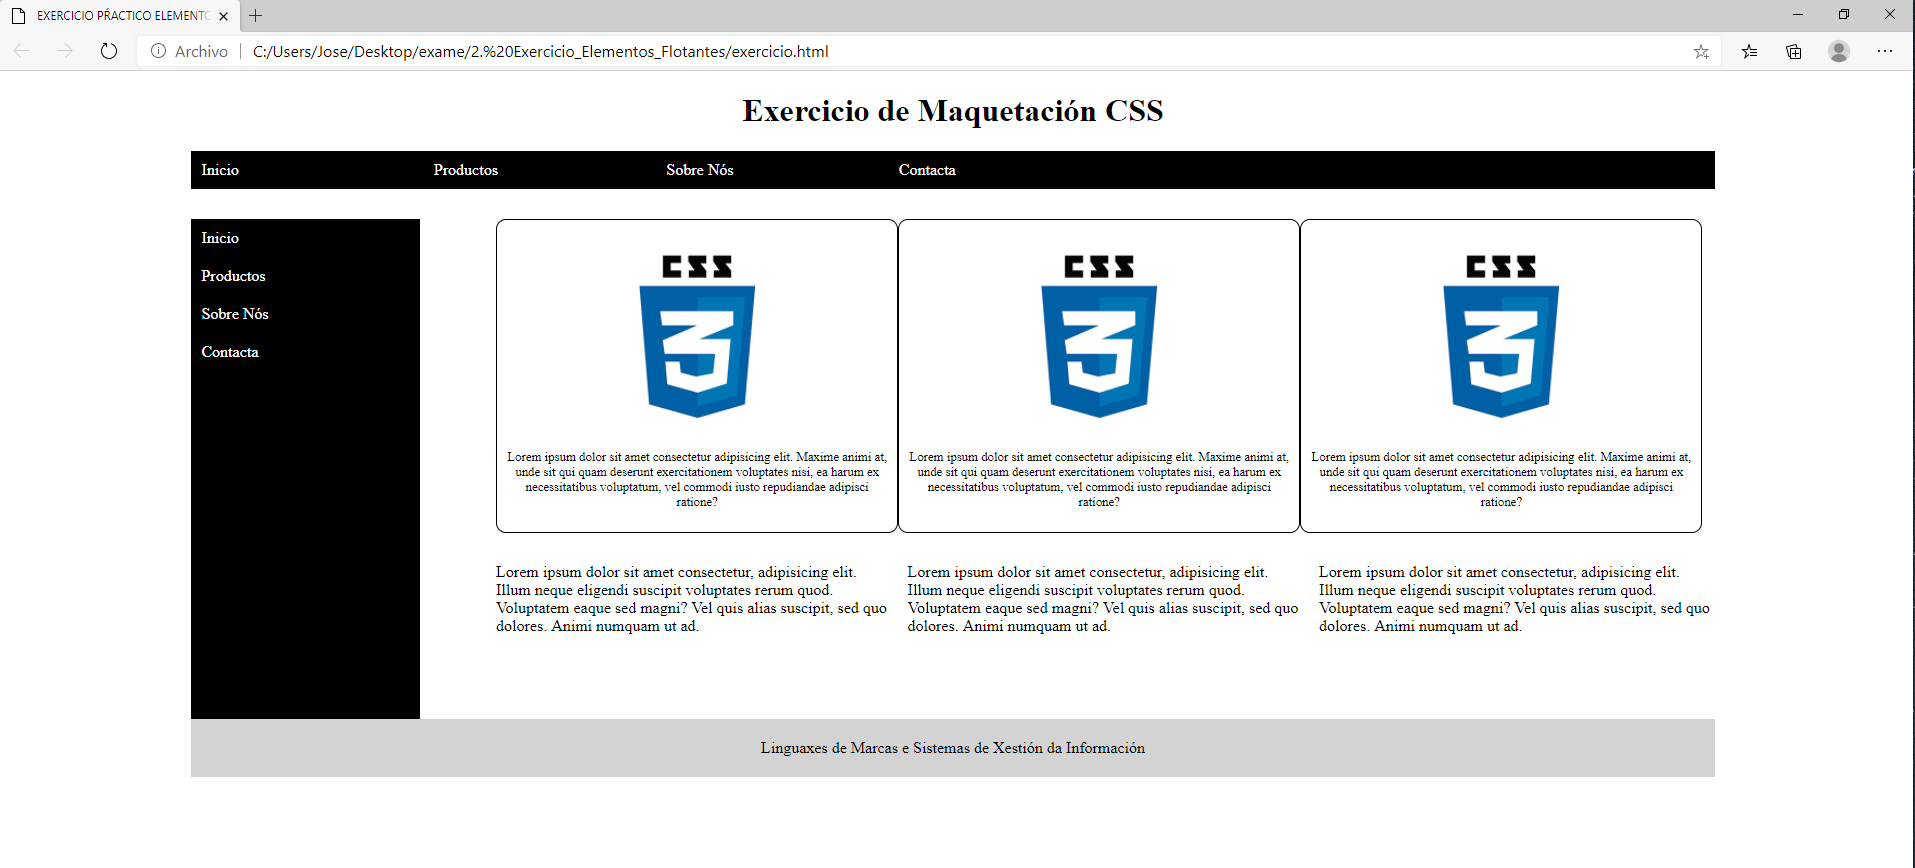 EXERCICIO PŔACTICO ELEMENTO
Archivo
C:/Users/Jose/Desktop/exame/2.%20Exercicio_Elementos_Flotantes/exercicio.html
Exercicio de Maquetación CSS
Inicio Productos Sobre Nós Contacta
Inicio
Productos
Sobre Nós
Contacta
CSS
3
Lorem ipsum dolor sit amet consectetur adipisicing elit. Maxime animi at,
unde sit qui quam deserunt exercitationem voluptates nisi, ea harum ex
necessitatibus voluptatum, vel commodi iusto repudiandae adipisci
ratione?
CSS
3
Lorem ipsum dolor sit amet consectetur adipisicing elit. Maxime animi at,
unde sit qui quam deserunt exercitationem voluptates nisi, ea harum ex
necessitatibus voluptatum, vel commodi iusto repudiandae adipisci
ratione?
CSS
3
Lorem ipsum dolor sit amet consectetur adipisicing elit. Maxime animi at,
unde sit qui quam deserunt exercitationem voluptates nisi, ea harum ex
necessitatibus voluptatum, vel commodi iusto repudiandae adipisci
ratione?
Lorem ipsum dolor sit amet consectetur, adipisicing elit.
Illum neque eligendi suscipit voluptates rerum quod.
Voluptatem eaque sed magni? Vel quis alias suscipit, sed quo
dolores. Animi numquam ut ad.
Lorem ipsum dolor sit amet consectetur, adipisicing elit.
Illum neque eligendi suscipit voluptates rerum quod.
Voluptatem eaque sed magni? Vel quis alias suscipit, sed quo
dolores. Animi numquam ut ad.
Lorem ipsum dolor sit amet consectetur, adipisicing elit.
Illum neque eligendi suscipit voluptates rerum quod.
Voluptatem eaque sed magni? Vel quis alias suscipit, sed quo
dolores. Animi numquam ut ad.
Linguaxes de Marcas e Sistemas de Xestión da Información